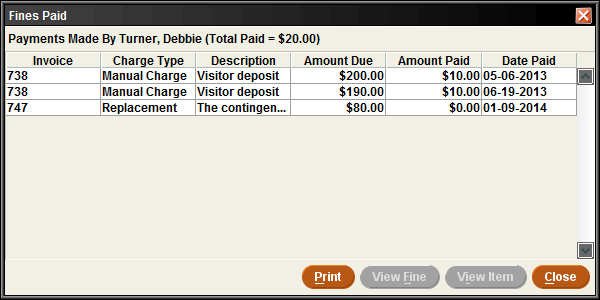 Fines Paid
Payments Made By Turner, Debbie (Total Paid = $20.00)
Invoice Charge Type Description Amount Due Amount Paid Date Paid
738 Manual Charge Visitor deposit $200.00 $10.00 05-06-2013
738 Manual Charge Visitor deposit $190.00 $10.00 06-19-2013
747 Replacement The contingen... $80.00 $0.00 01-09-2014
Print View Fine View Item Close